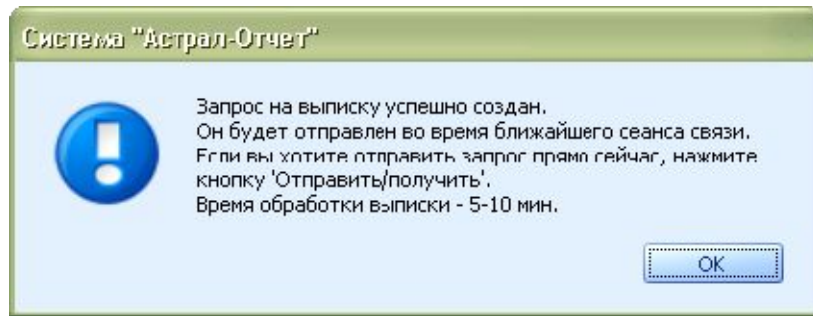 Система "Астрал-Отчет"
Запрос на выписку успешно создан.
Он будет отправлен во время ближайшего сеанса связи.
Если вы хотите отправить запрос прямо сейчас, нажмите
кнопку 'Отправить/получить'.
Время обработки выписки - 5-10 мин.
OK